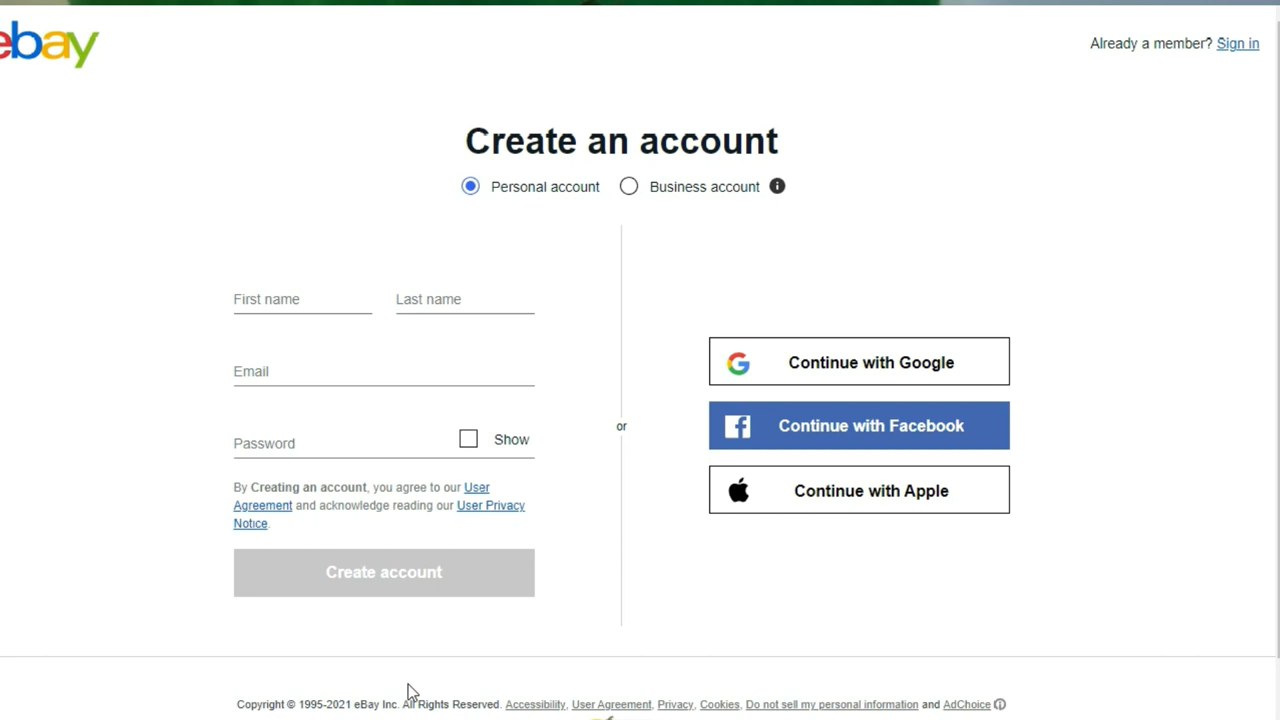 ebay
Already a member? Sign in
Create an account
Personal account
Business account
First name
Last name
Email
Password
Show
By Creating an account, you agree to our User
Agreement and acknowledge reading our User Privacy
Notice.
Create account
or
Continue with Google
Continue with Facebook
Continue with Apple
Copyright © 1995-2021 eBay Inc. All Rights Reserved. Accessibility, User Agreement, Privacy, Cookies, Do not sell my personal information and AdChoice